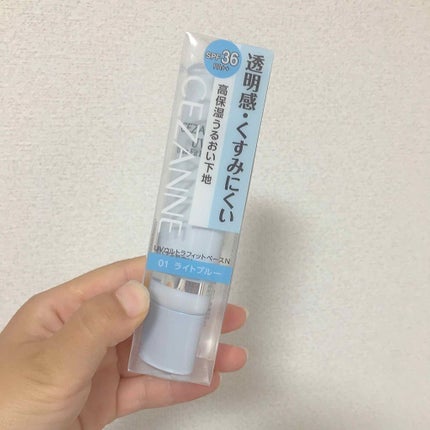 SPF36
PA++
透明感・くすみにくい
高保湿うるおい下地
CEZANNE
UVウルトラフィットベースN
01 ライトブルー